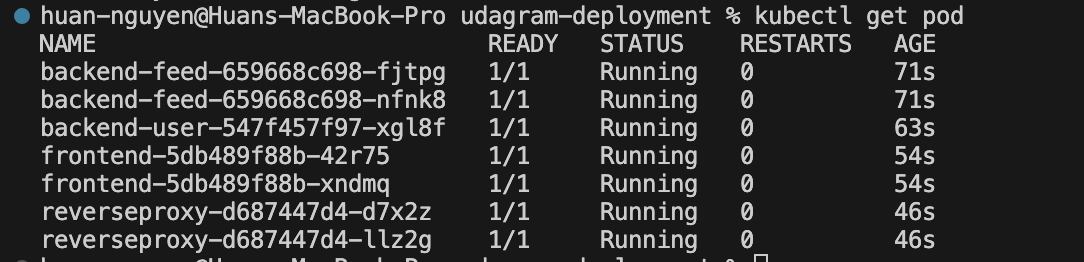 huan-nguyen@Huans-MacBook-Pro udagram-deployment % kubectl get pod
NAME READY STATUS RESTARTS AGE
backend-feed-659668c698-fjtpg 1/1 Running 0 71s
backend-feed-659668c698-nfnk8 1/1 Running 0 71s
backend-user-547f457f97-xgl8f 1/1 Running 0 63s
frontend-5db489f88b-42r75 1/1 Running 0 54s
frontend-5db489f88b-xndmq 1/1 Running 0 54s
reverseproxy-d687447d4-d7x2z 1/1 Running 0 46s
reverseproxy-d687447d4-llz2g 1/1 Running 0 46s